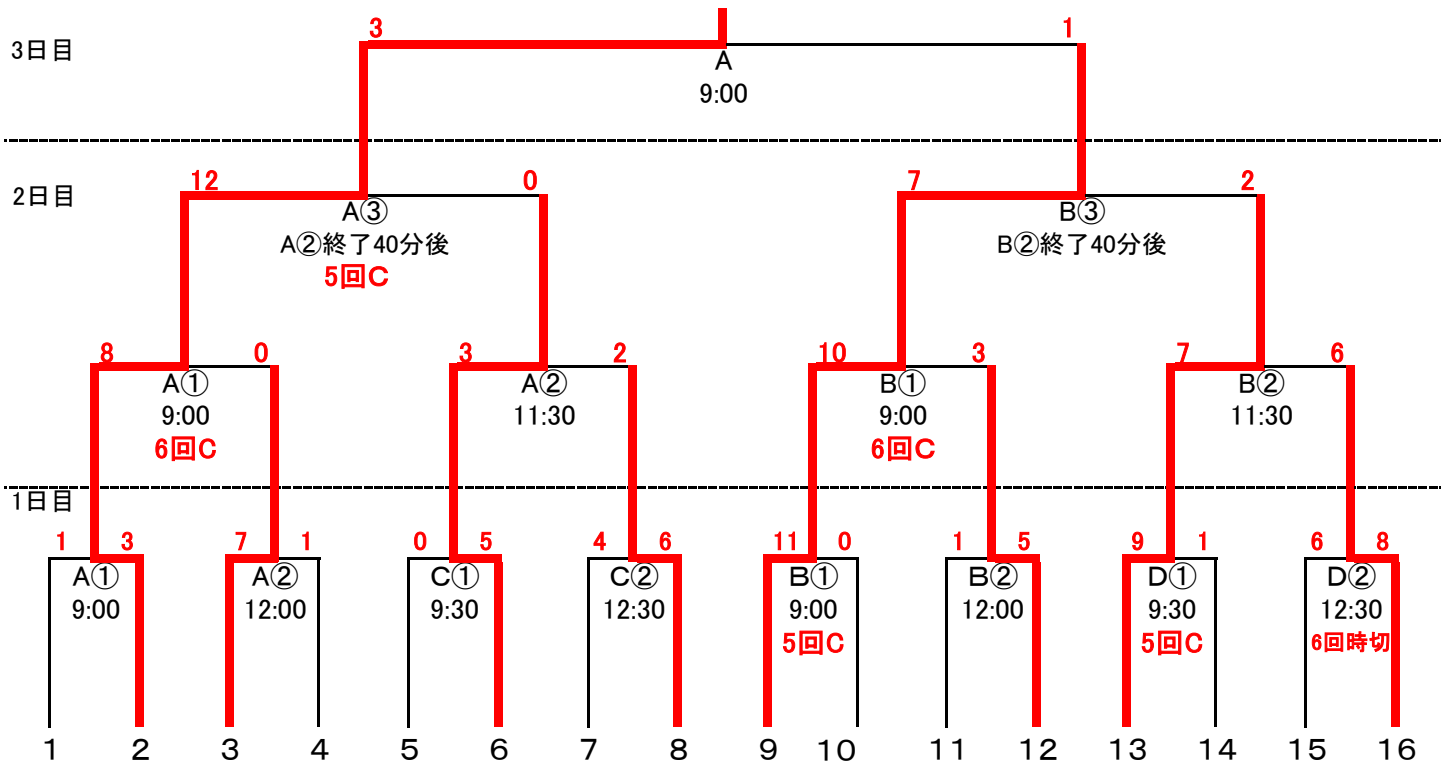 3 1
3日目
A
9:00
12 0 7 2
2日目
A③ B③
A②終了40分後 B②終了40分後
5回C
8 0 3 2 10 3 7 6
A① A② B① B②
9:00 11:30 9:00 11:30
6回C 6回C
1日目
1 3 7 1 0 5 4 6 11 0 1 5 9 1 6 8
A① A② C① C② B① B② D① D②
9:00 12:00 9:30 12:30 9:00 12:00 9:30 12:30
5回C 5回C 6回時切
1 2 3 4 5 6 7 8 9 10 11 12 13 14 15 16